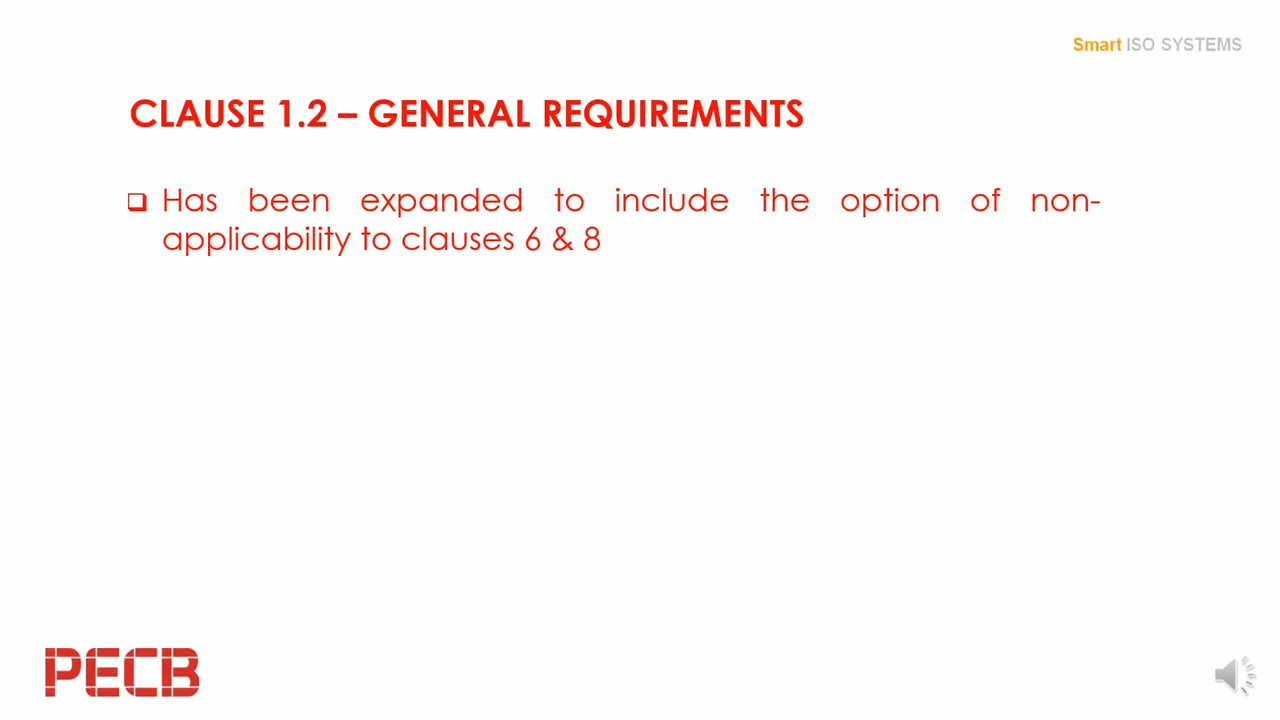 Smart ISO SYSTEMS
CLAUSE 1.2 – GENERAL REQUIREMENTS
Has been expanded to include the option of non-
applicability to clauses 6 & 8
PECB